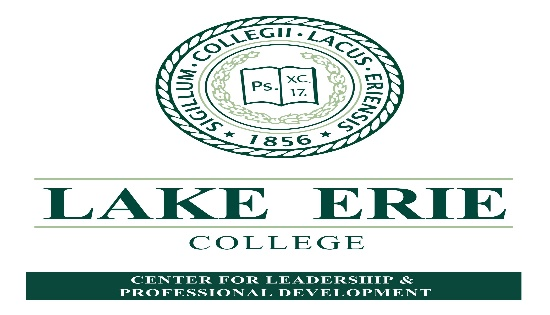 SIGILLUM · COLLEGII · LACUS · ERIENSIS
Ps. XC.
17.
★ 1856 ★
LAKE ERIE
COLLEGE
CENTER FOR LEADERSHIP &
PROFESSIONAL DEVELOPMENT